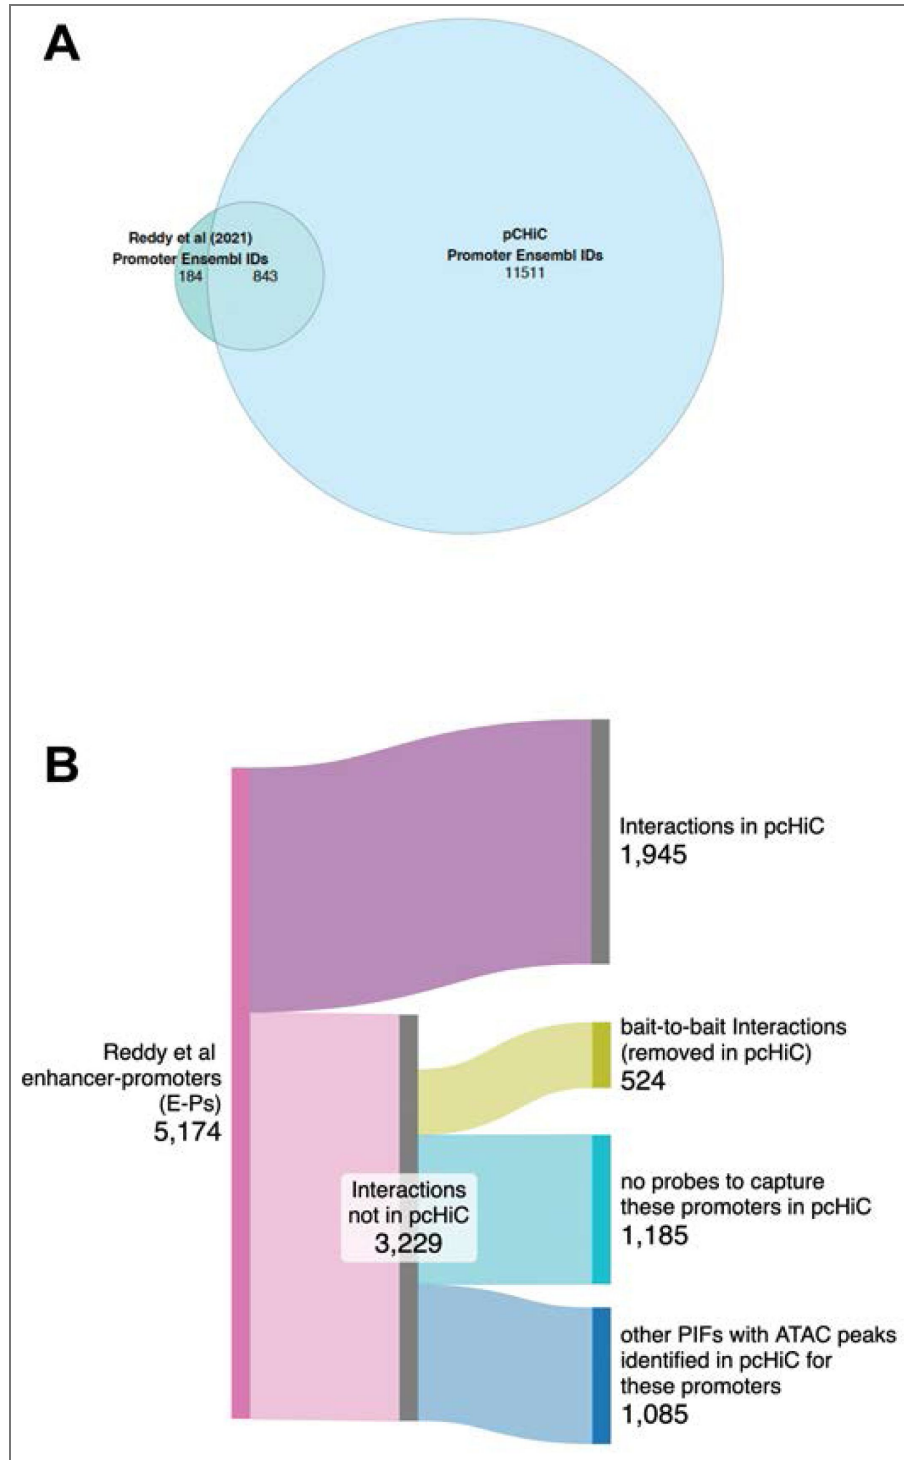 A
Reddy et al (2021)
Promoter Ensembl IDs
184 843
pCHiC
Promoter Ensembl IDs
11511
B
Interactions in pcHiC
1,945
bait-to-bait Interactions
(removed in pcHiC)
524
Reddy et al
enhancer-promoters
(E-Ps)
5,174
Interactions
not in pcHiC
3,229
no probes to capture
these promoters in pcHiC
1,185
other PIFs with ATAC peaks
identified in pcHiC for
these promoters
1,085